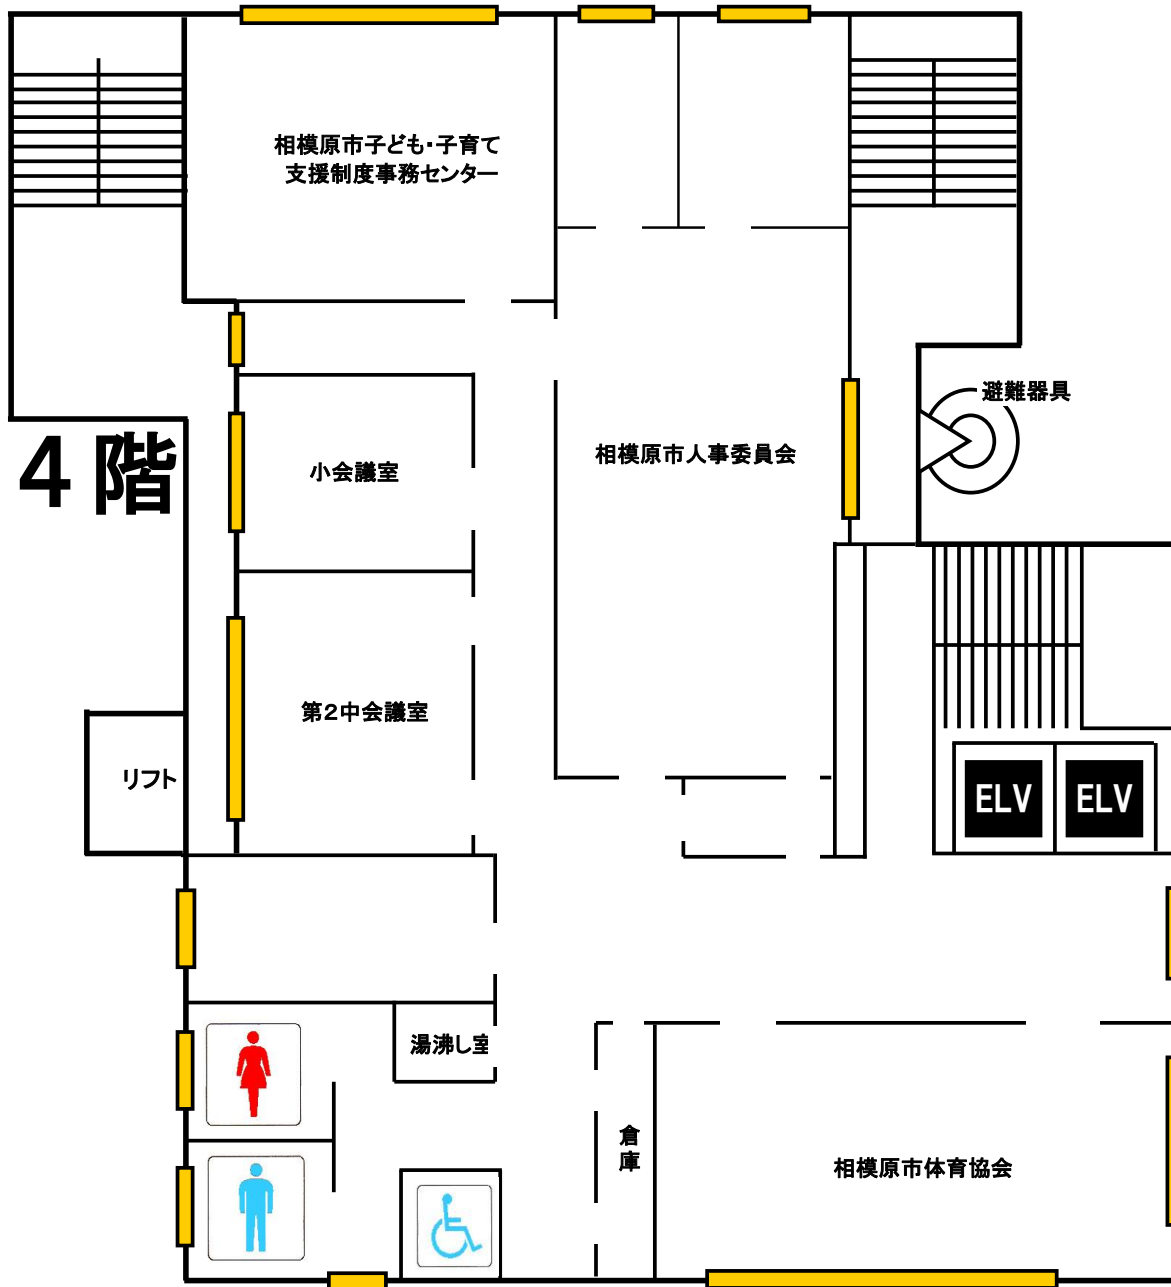 相模原市子ども・子育て
支援制度事務センター
避難器具
4階
小会議室
相模原市人事委員会
第2中会議室
リフト
ELV
ELV
湯沸し室
倉庫
相模原市体育協会